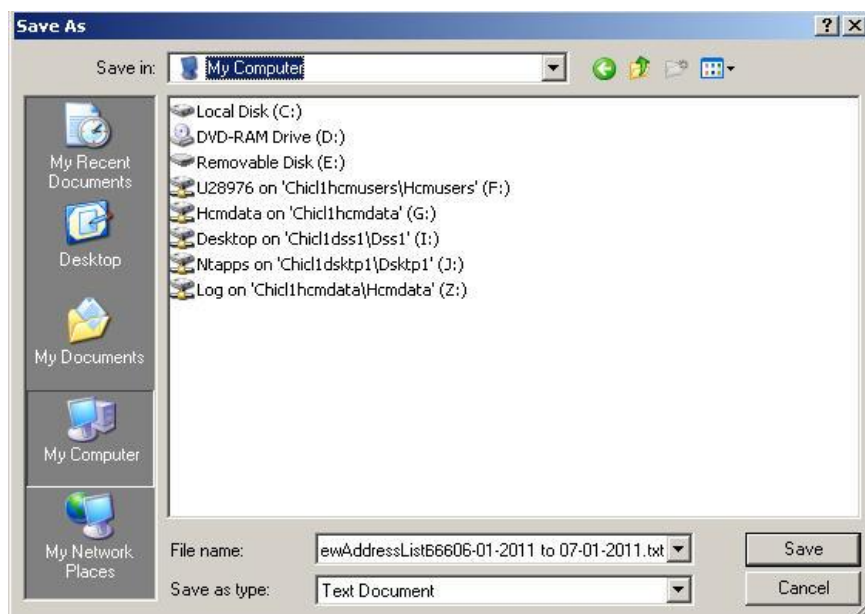 Save As
Save in:
My Computer
My Recent
Documents
Desktop
My Documents
My Computer
My Network
Places
Local Disk (C:)
DVD-RAM Drive (D:)
Removable Disk (E:)
U28976 on 'Chicl1hcmusers\Hcmusers' (F:)
Hcmdata on 'Chicl1hcmdata' (G:)
Desktop on 'Chicl1dss1\Dss1' (I:)
Ntapps on 'Chicl1dsktp1\Dsktp1' (J:)
Log on 'Chicl1hcmdata\Hcmdata' (Z:)
File name:
ewAddressList66606-01-2011 to 07-01-2011.txt
Save
Save as type:
Text Document
Cancel